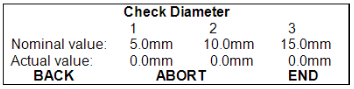 Check Diameter
1 2 3
Nominal value: 5.0mm 10.0mm 15.0mm
Actual value: 0.0mm 0.0mm 0.0mm
BACK ABORT END